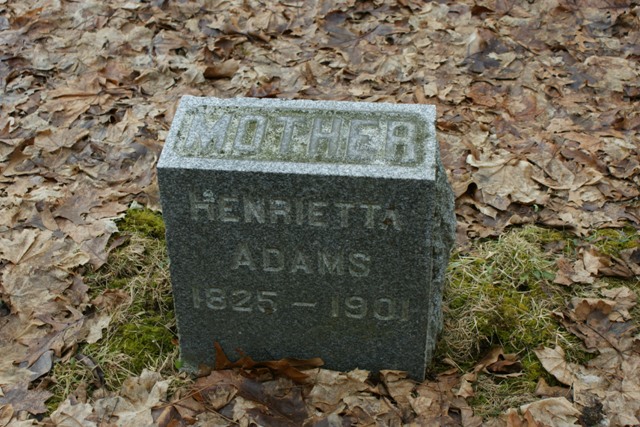 MOTHER
HENRIETTA
ADAMS
1825 - 1901